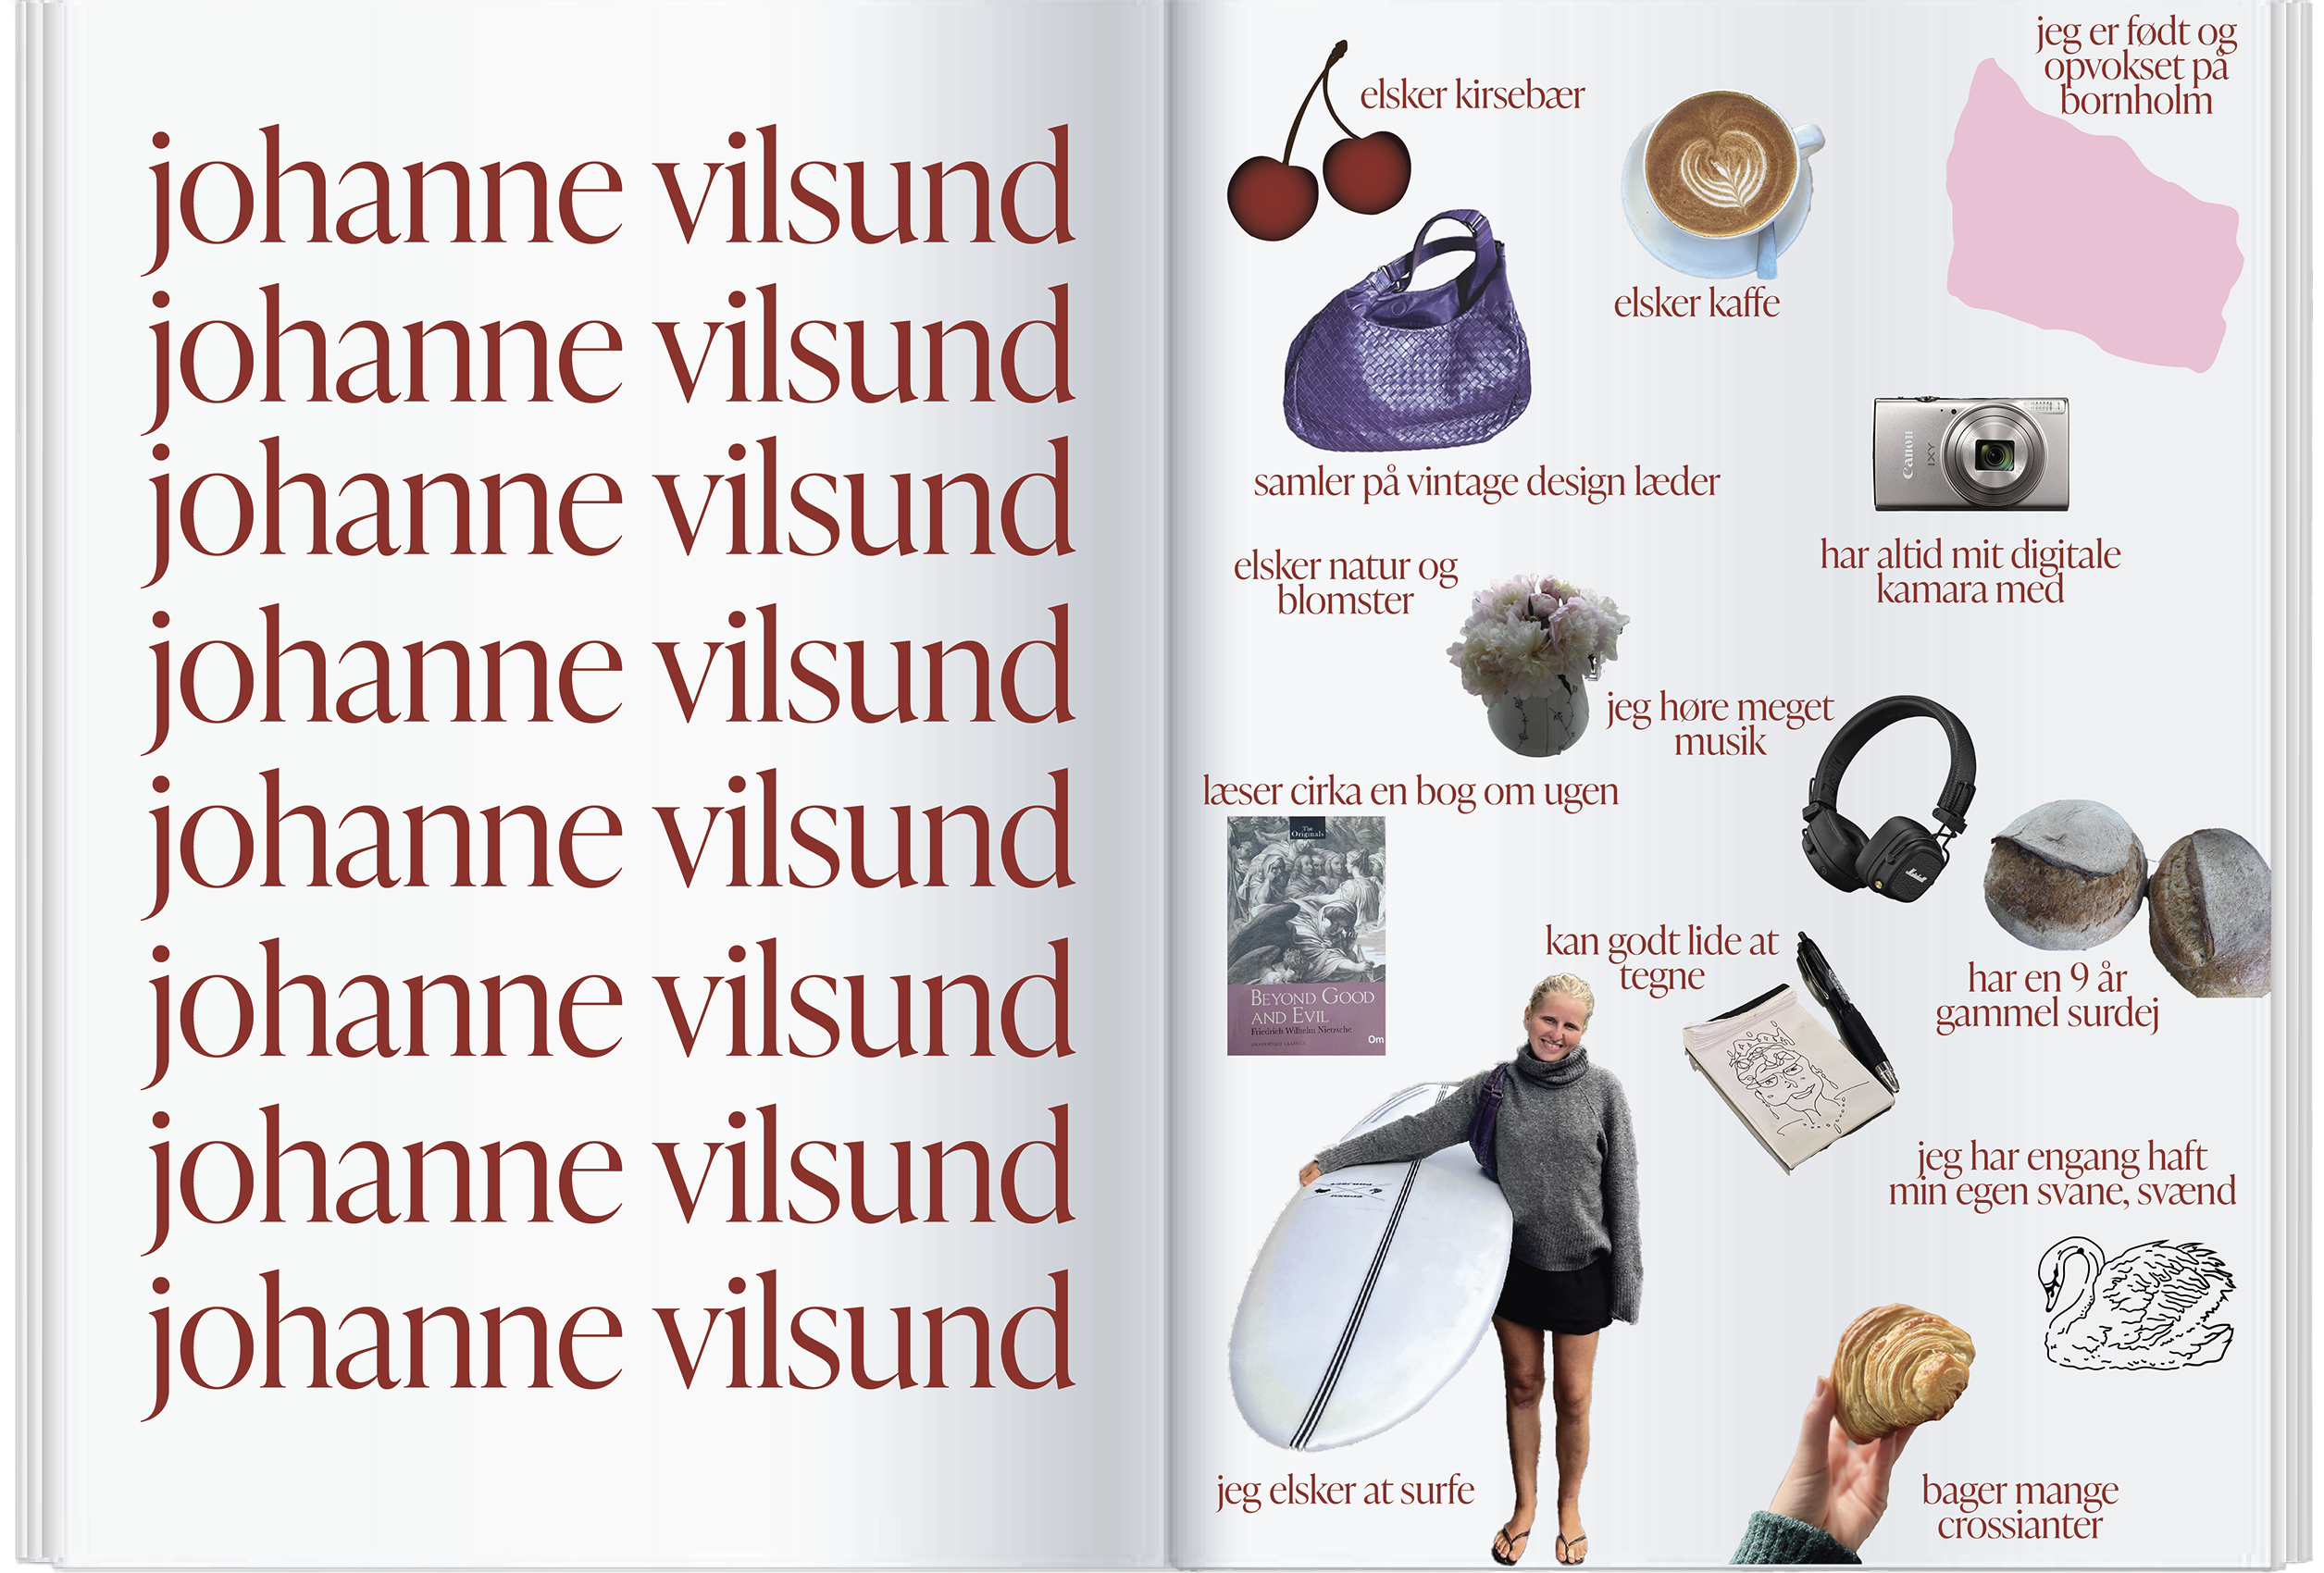 johanne vilsund
johanne vilsund
johanne vilsund
johanne vilsund
johanne vilsund
johanne vilsund
johanne vilsund
johanne vilsund
jeg er født og
opvokset på
bornholm
elsker kirsebær
elsker kaffe
samler på vintage design læder
Canon
IXY
har altid mit digitale
kamara med
elsker natur og
blomster
jeg høre meget
musik
Marshall
læser cirka en bog om ugen
The
Originals
BEYOND GOOD
AND EVIL
Friedrich Wilhelm Nietzsche
Om
kan godt lide at
tegne
har en 9 år
gammel surdej
jeg har engang haft
min egen svane, svænd
jeg elsker at surfe
bager mange
crossianter